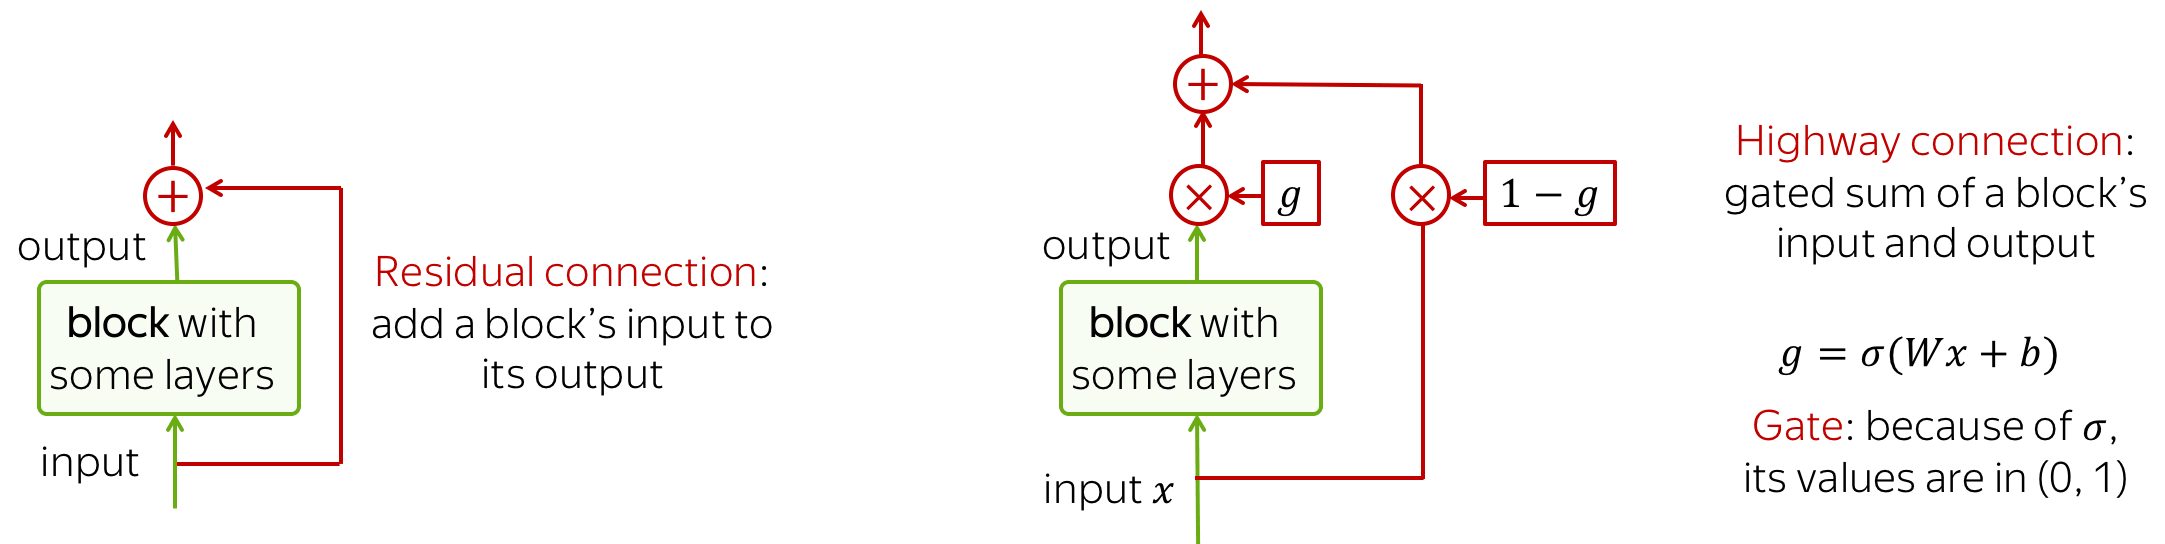 +
output
block with
some layers
input
Residual connection:
add a block's input to
its output
+
×
g
×
1 − g
output
block with
some layers
input x
Highway connection:
gated sum of a block's
input and output
g = σ(Wx + b)
Gate: because of σ,
its values are in (0, 1)